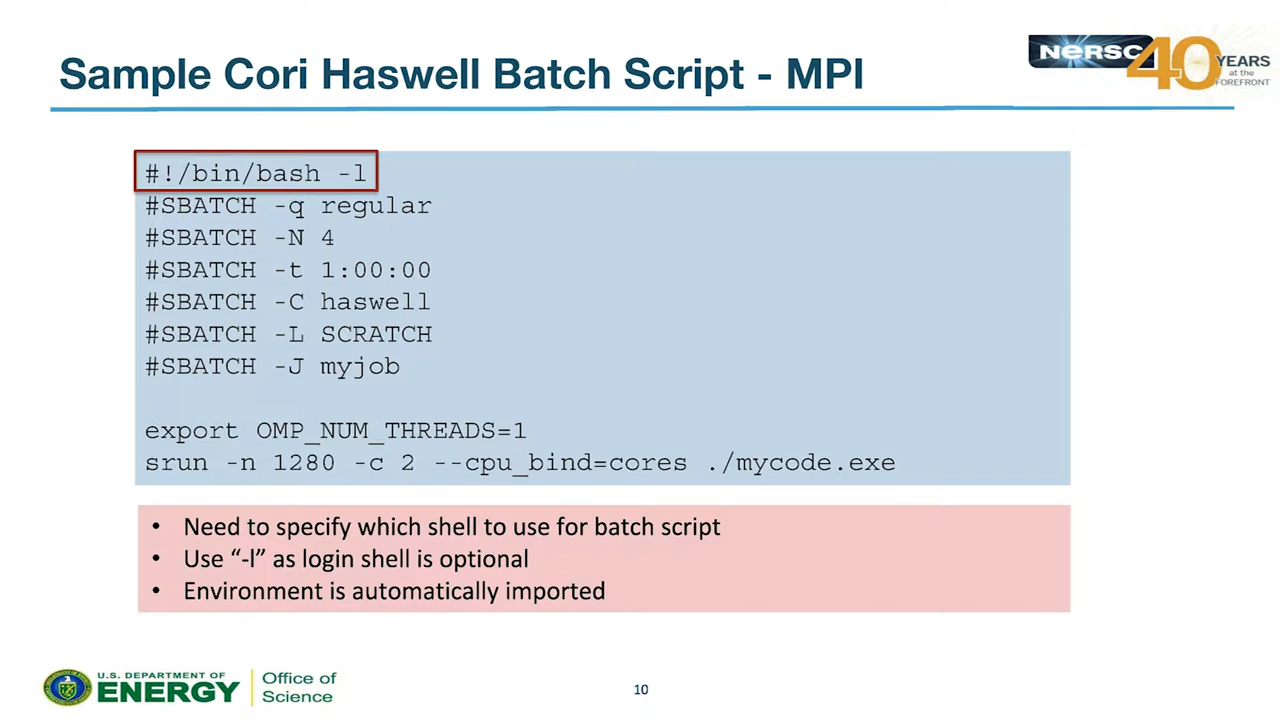 Sample Cori Haswell Batch Script - MPI
NERSC 40 YEARS
at the
FOREFRONT
#!/bin/bash -l
#SBATCH -q regular
#SBATCH -N 4
#SBATCH -t 1:00:00
#SBATCH -C haswell
#SBATCH -L SCRATCH
#SBATCH -J myjob
export OMP_NUM_THREADS=1
srun -n 1280 -c 2 --cpu_bind=cores ./mycode.exe
• Need to specify which shell to use for batch script
• Use “-l” as login shell is optional
• Environment is automatically imported
U.S. DEPARTMENT OF
ENERGY
Office of
Science
10